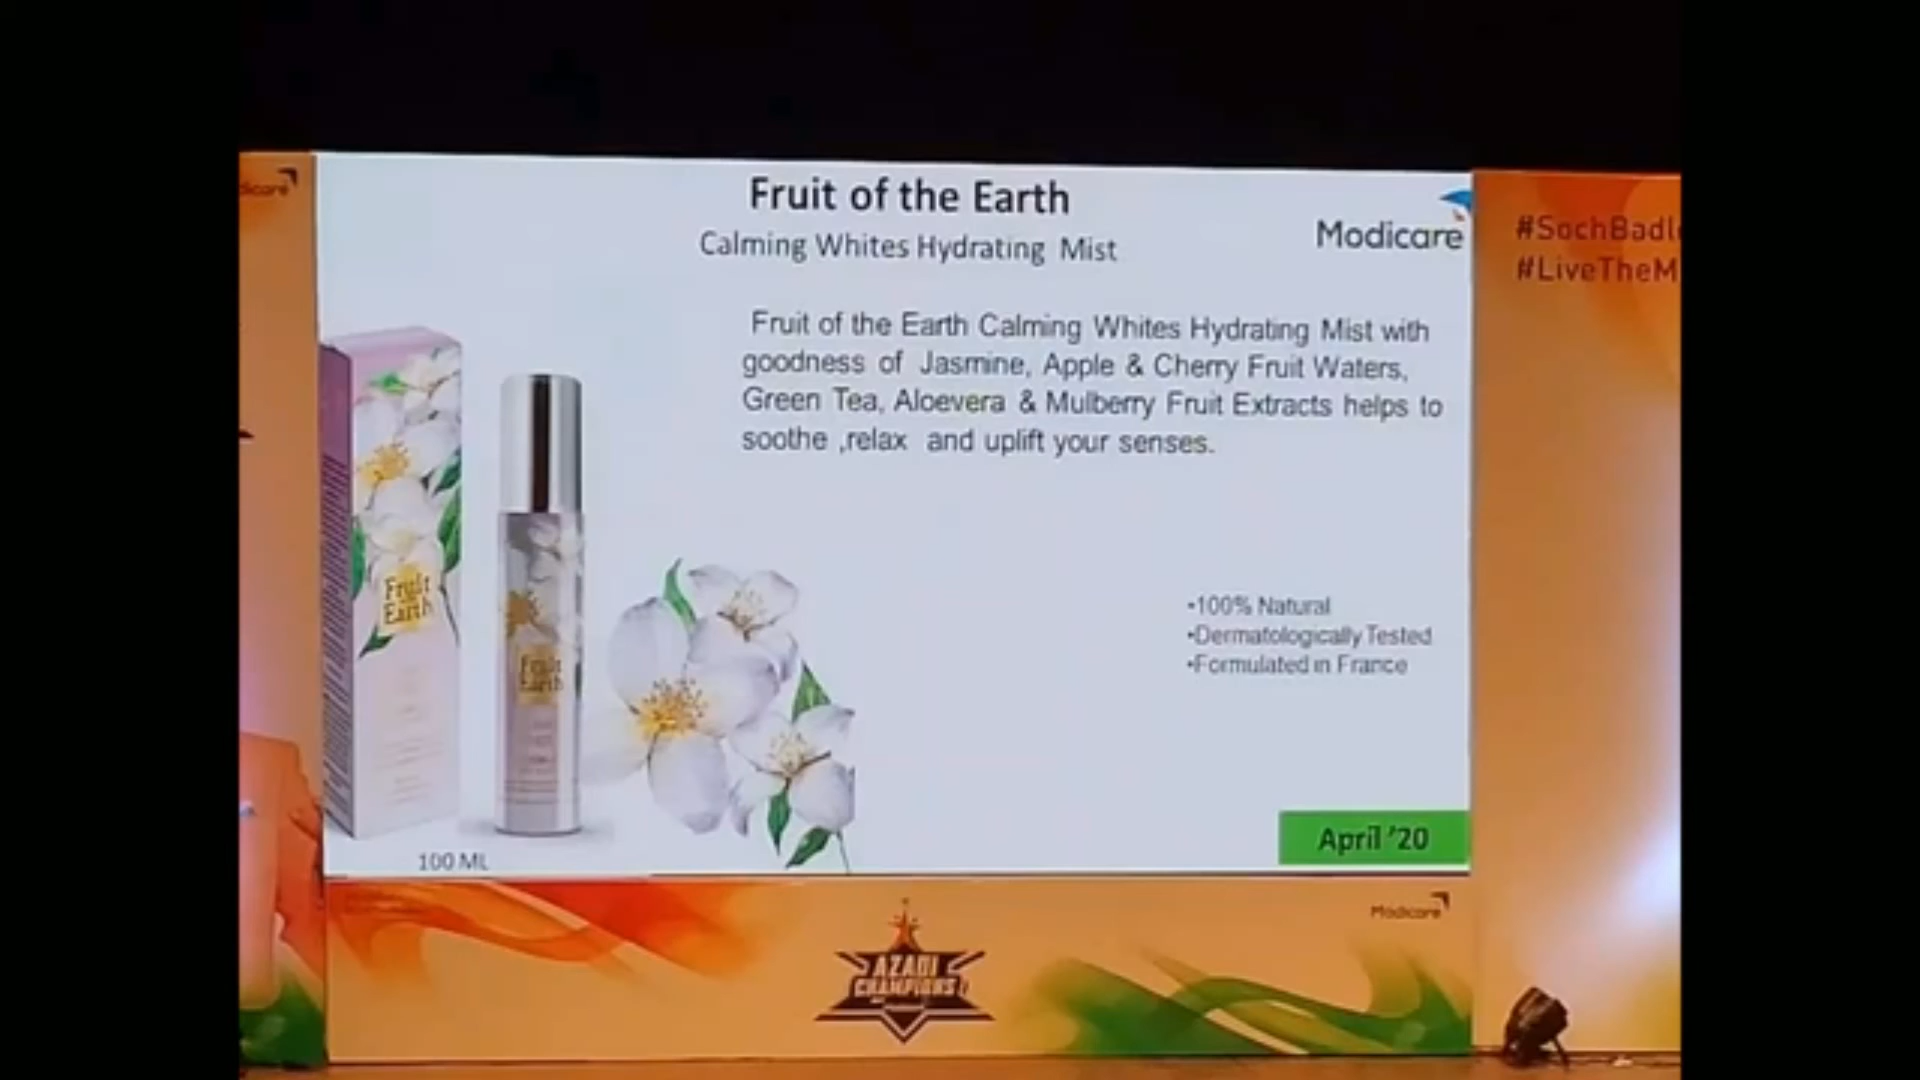 dicare
Fruit of the Earth
Calming Whites Hydrating Mist
Modicare
#SochBadl
#LiveTheM
Fruit of the Earth Calming Whites Hydrating Mist with
goodness of Jasmine, Apple & Cherry Fruit Waters,
Green Tea, Aloevera & Mulberry Fruit Extracts helps to
soothe ,relax and uplift your senses.
Fruit
Earth
Fruit
Earth
•100% Natural
•Dermatologically Tested
•Formulated in France
April '20
100 ML
Modicare
AZADI
CHAMPIONS